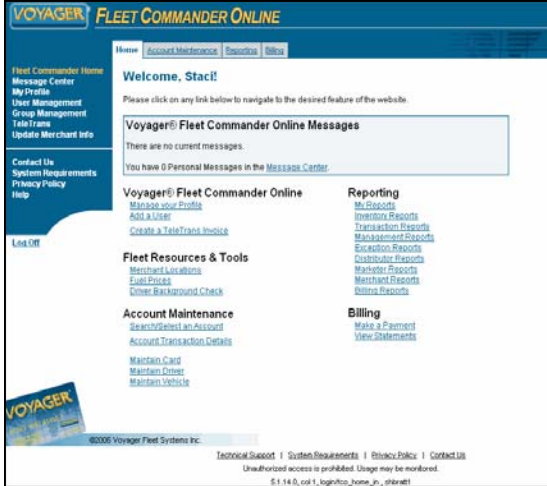 VOYAGER
FLEET COMMANDER ONLINE
Home Account Maintenance Reporting Billing
Fleet Commander Home
Message Center
My Profile
User Management
Group Management
TeleTrans
Update Merchant Info
Contact Us
System Requirements
Privacy Policy
Help
Log Off
Welcome, Staci!
Please click on any link below to navigate to the desired feature of the website.
Voyager® Fleet Commander Online Messages
There are no current messages.
You have 0 Personal Messages in the Message Center.
Voyager® Fleet Commander Online
Manage your Profile
Add a User
Create a TeleTrans Invoice
Fleet Resources & Tools
Merchant Locations
Fuel Prices
Driver Background Check
Account Maintenance
Search/Select an Account
Account Transaction Details
Maintain Card
Maintain Driver
Maintain Vehicle
Reporting
My Reports
Inventory Reports
Transaction Reports
Management Reports
Exception Reports
Distributor Reports
Marketer Reports
Merchant Reports
Billing Reports
Billing
Make a Payment
View Statements
VOYAGER
©2006 Voyager Fleet Systems Inc.
Technical Support | System Requirements | Privacy Policy | Contact Us
Unauthorized access is prohibited. Usage may be monitored.
5.1.14.0, col 1, login/fco_home_in,